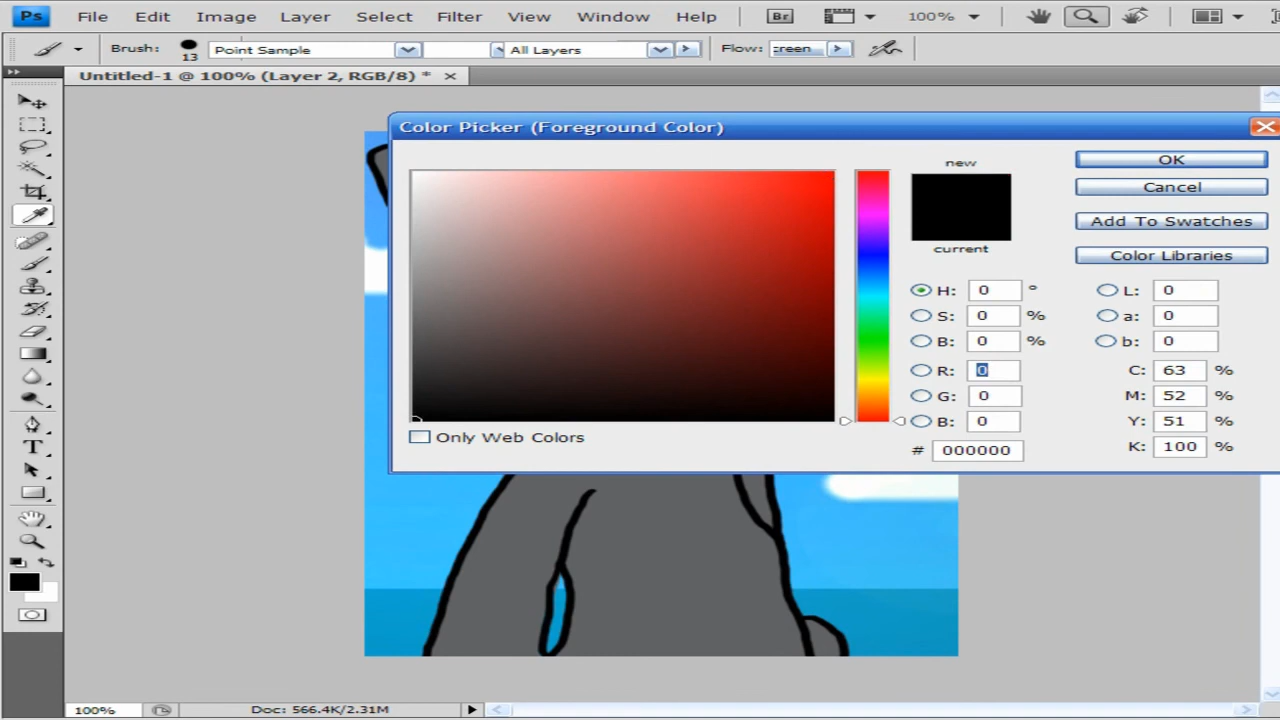 Ps File Edit Image Layer Select Filter View Window Help Br 100%
Brush: 13 Point Sample All Layers Flow: reen
Untitled-1 @ 100% (Layer 2, RGB/8) *
Color Picker (Foreground Color)
new
OK
Cancel
Add To Swatches
current
Color Libraries
H: 0 ° L: 0
S: 0 % a: 0
B: 0 % b: 0
R: 0 C: 63 %
G: 0 M: 52 %
B: 0 Y: 51 %
Only Web Colors
# 000000 K: 100 %
T
100% Doc: 566.4K/2.31M